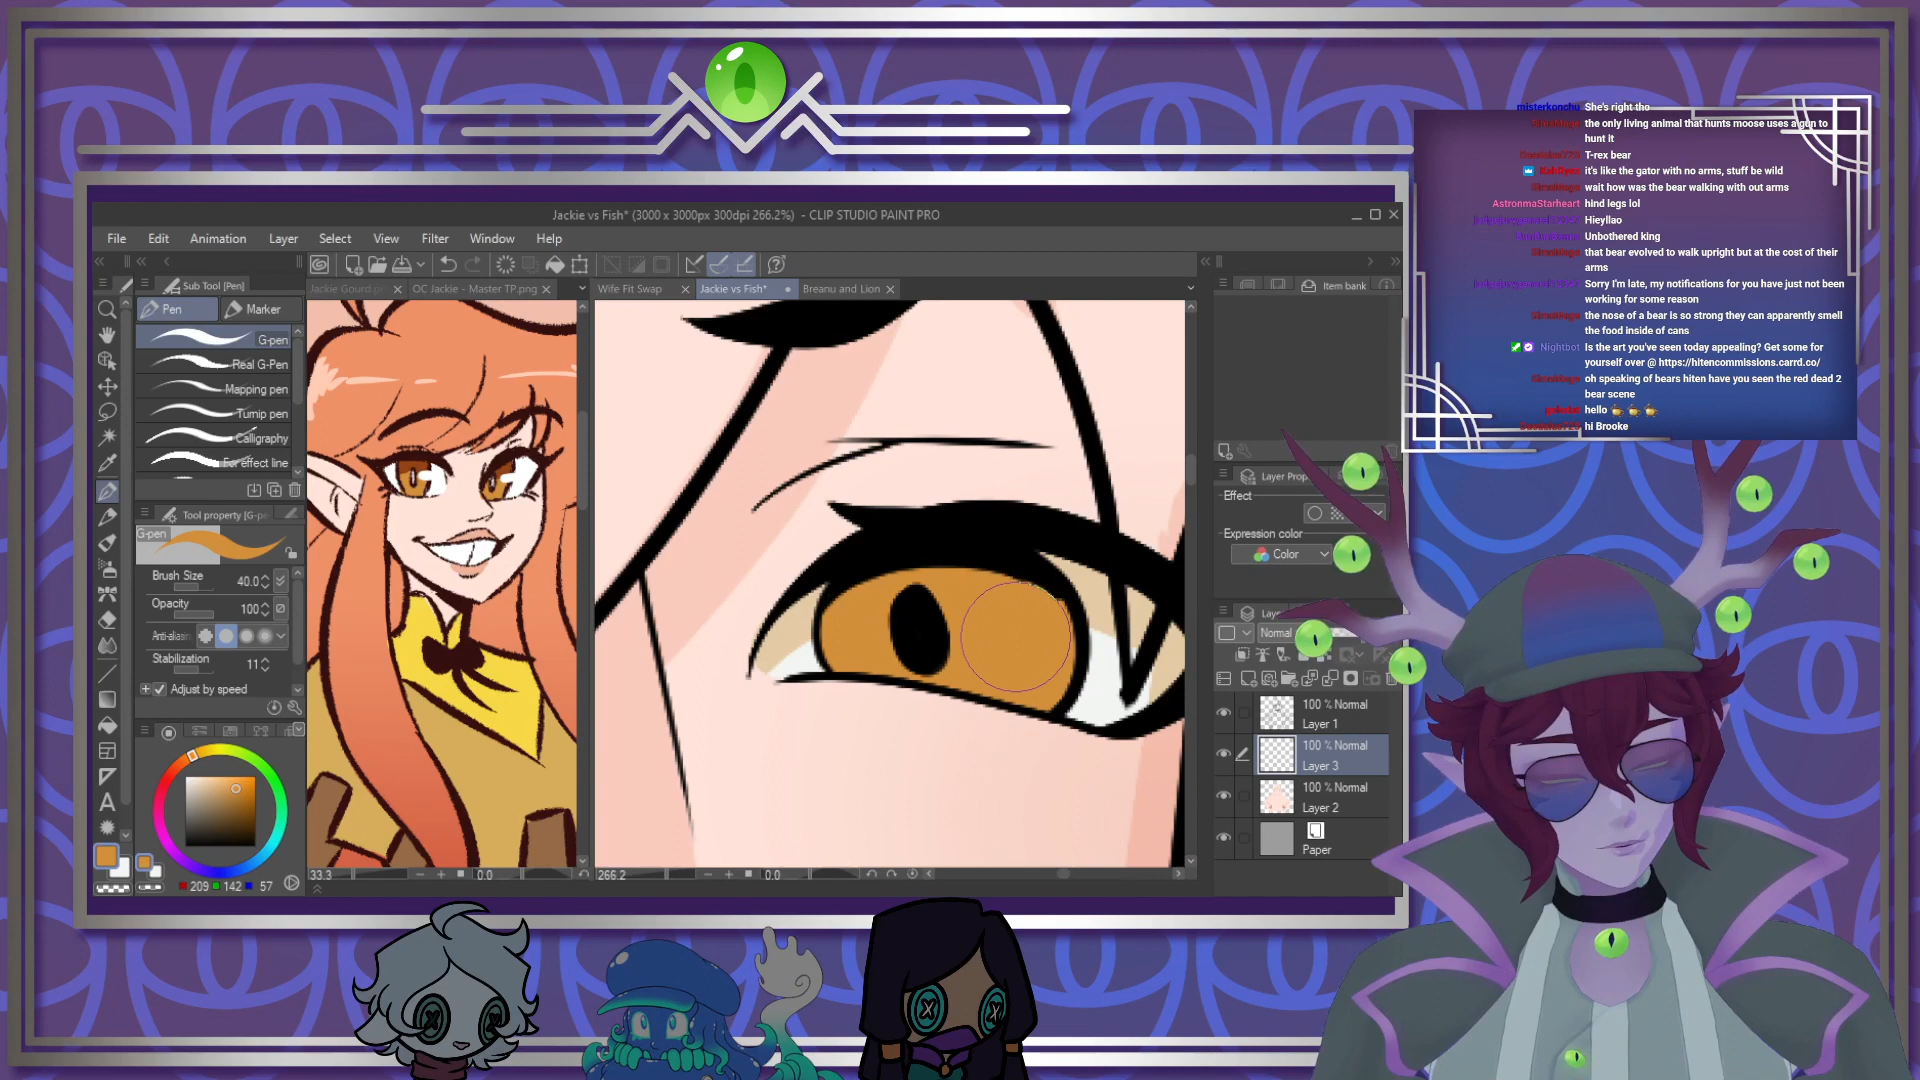 Jackie vs Fish* (3000 x 3000px 300dpi 266.2%) - CLIP STUDIO PAINT PRO
File Edit Animation Layer Select View Filter Window Help
Sub Tool [Pen]
Pen
Marker
G-pen
Real G-Pen
Mapping pen
Turnip pen
Calligraphy
For effect line
Tool property [G-pe
G-pen
Brush Size 40.0
Opacity 100
Anti-aliasin
Stabilization 11
Adjust by speed
209 142 57
Jackie Gourd.pn
OC Jackie - Master TP.png
Wife Fit Swap
Jackie vs Fish*
Breanu and Lion
33.3 0.0
266.2 0.0
Item bank
Layer Prop
Effect
Expression color
Color
Laye
Normal
100 % Normal
Layer 1
100 % Normal
Layer 3
100 % Normal
Layer 2
Paper
misterkonchu She's right tho
the only living animal that hunts moose uses a gun to
hunt it
T-rex bear
it's like the gator with no arms, stuff be wild
wait how was the bear walking with out arms
AstronmaStarheart hind legs lol
Hieyllao
Unbothered king
that bear evolved to walk upright but at the cost of their
arms
Sorry I'm late, my notifications for you have just not been
working for some reason
the nose of a bear is so strong they can apparently smell
the food inside of cans
Nightbot Is the art you've seen today appealing? Get some for
yourself over @ https://hitencommissions.carrd.co/
oh speaking of bears hiten have you seen the red dead 2
bear scene
hello
hi Brooke